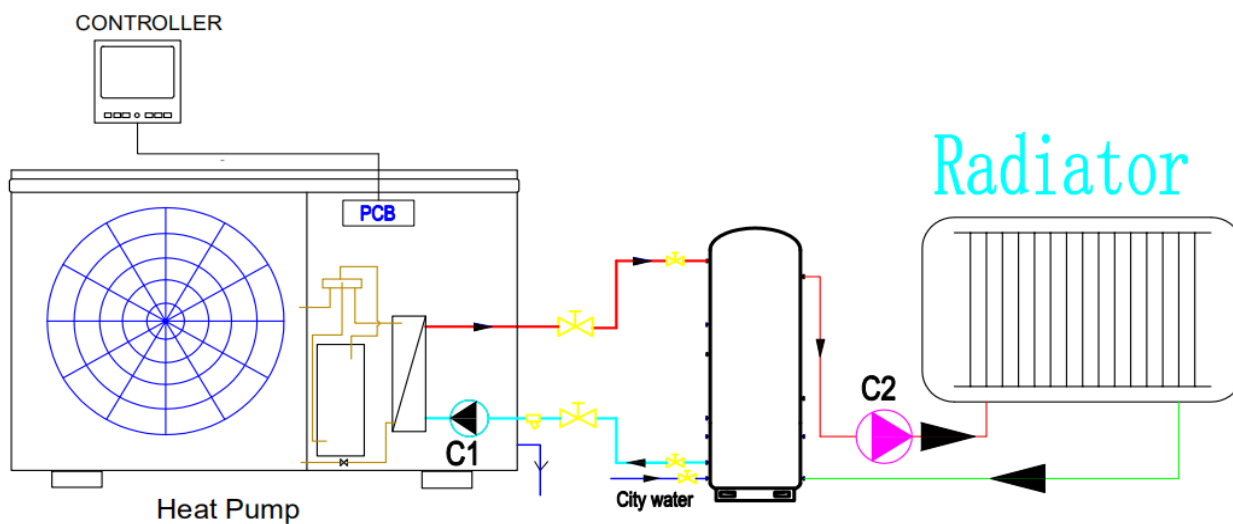 CONTROLLER
Radiator
PCB
C2
C1
City water
Heat Pump